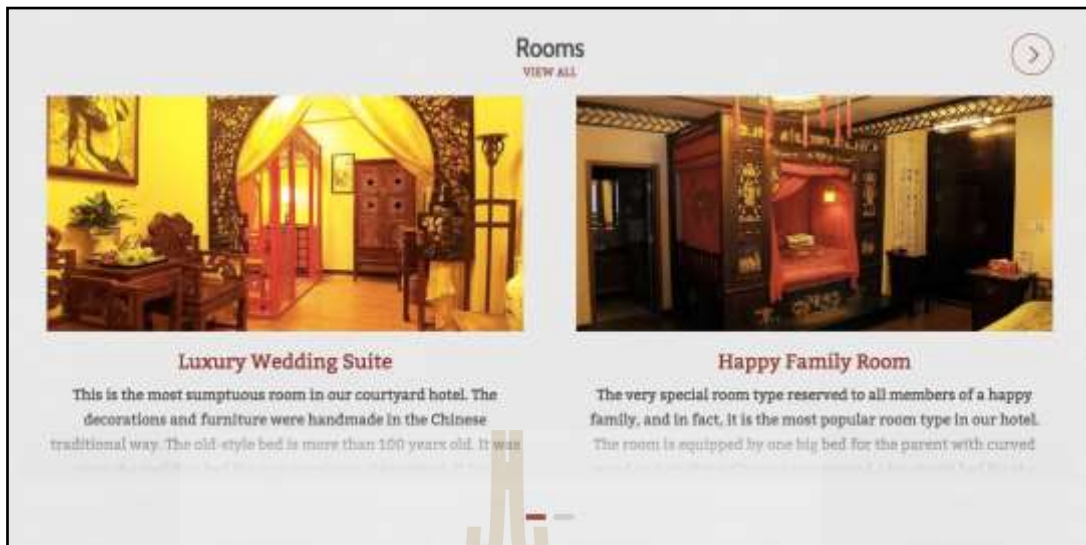 Rooms
VIEW ALL
Luxury Wedding Suite
This is the most sumptuous room in our courtyard hotel. The
decorations and furniture were handmade in the Chinese
traditional way. The old-style bed is more than 100 years old. It was
Happy Family Room
The very special room type reserved to all members of a happy
family, and in fact, it is the most popular room type in our hotel.
The room is equipped by one big bed for the parent with curved